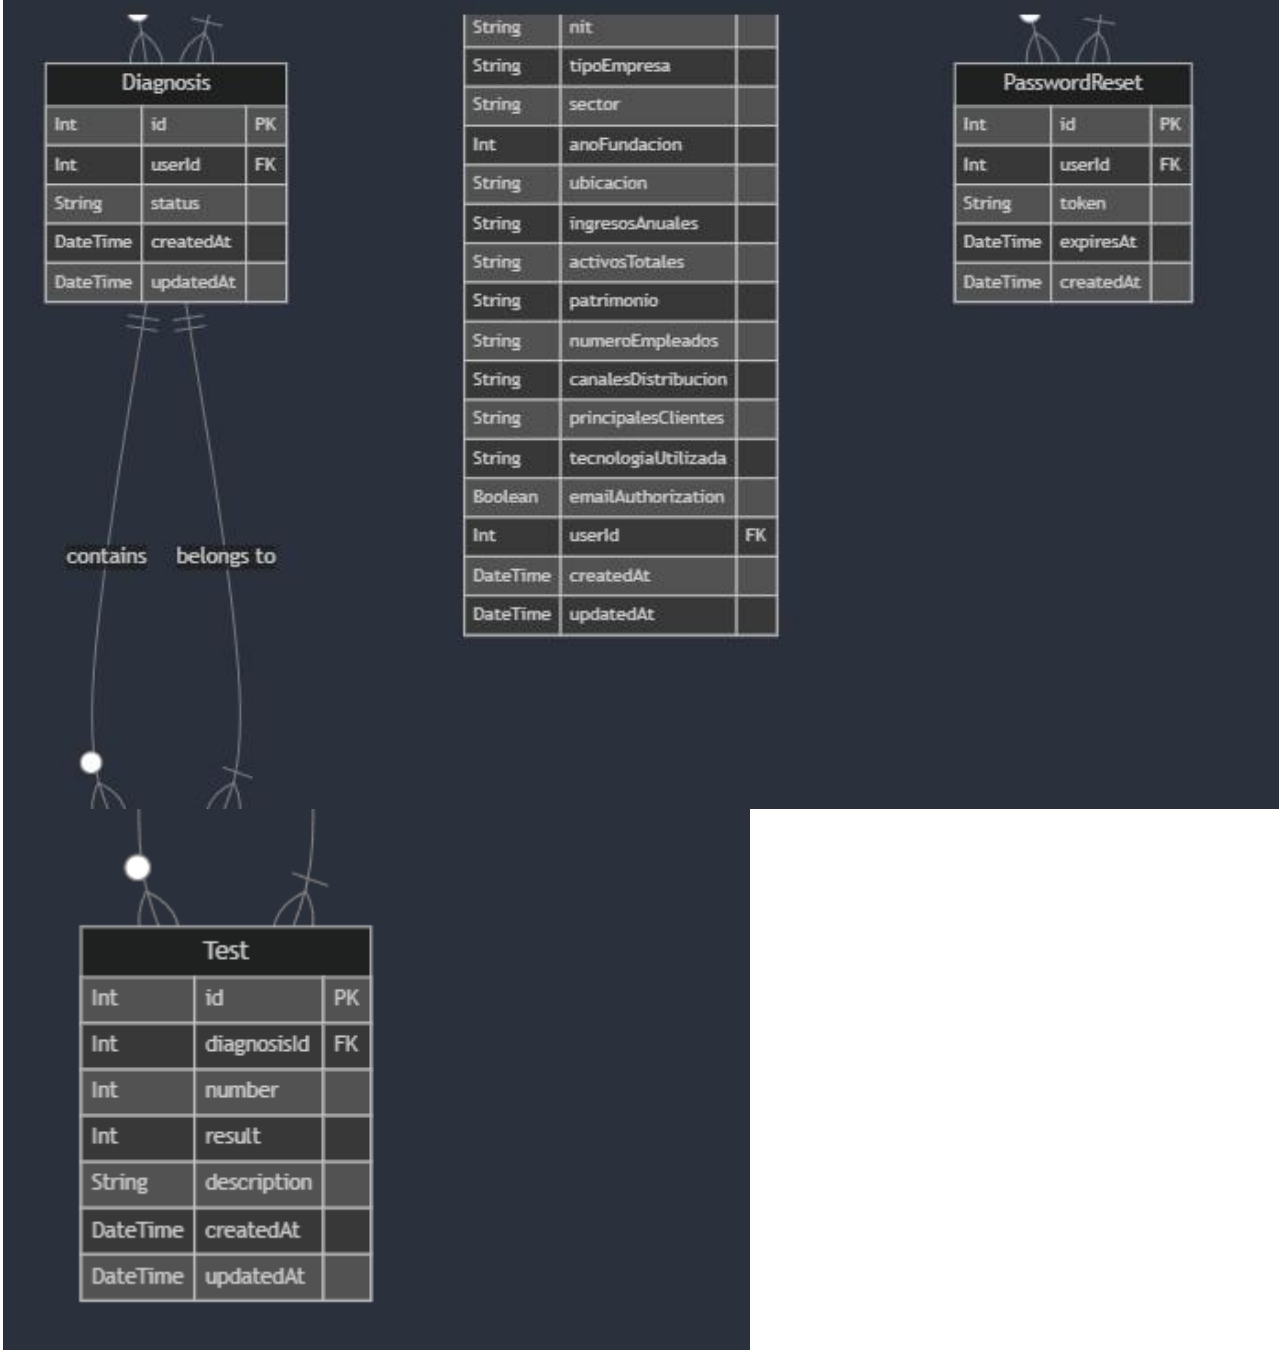 Diagnosis
Int id PK
Int userId FK
String status
DateTime createdAt
DateTime updatedAt
String nit
String tipoEmpresa
String sector
Int anoFundacion
String ubicacion
String ingresosAnuales
String activosTotales
String patrimonio
String numeroEmpleados
String canalesDistribucion
String principalesClientes
String tecnologiaUtilizada
Boolean emailAuthorization
Int userId FK
DateTime createdAt
DateTime updatedAt
PasswordReset
Int id PK
Int userId FK
String token
DateTime expiresAt
DateTime createdAt
contains
belongs to
Test
Int id PK
Int diagnosisId FK
Int number
Int result
String description
DateTime createdAt
DateTime updatedAt